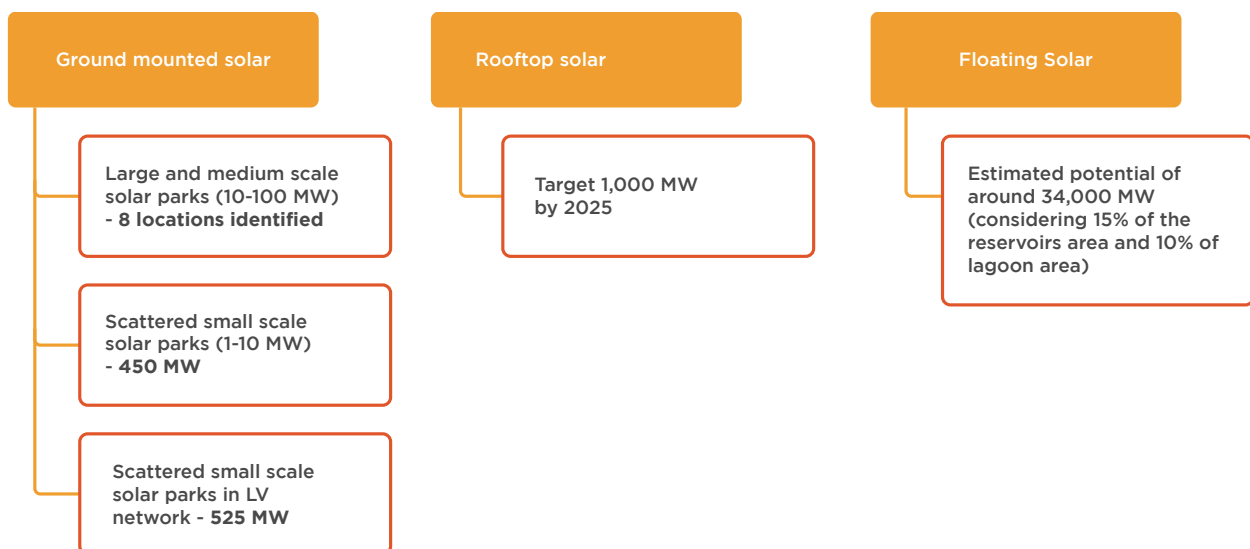 Ground mounted solar
Large and medium scale
solar parks (10-100 MW)
- 8 locations identified
Scattered small scale
solar parks (1-10 MW)
- 450 MW
Scattered small scale
solar parks in LV
network - 525 MW
Rooftop solar
Target 1,000 MW
by 2025
Floating Solar
Estimated potential of
around 34,000 MW
(considering 15% of the
reservoirs area and 10% of
lagoon area)